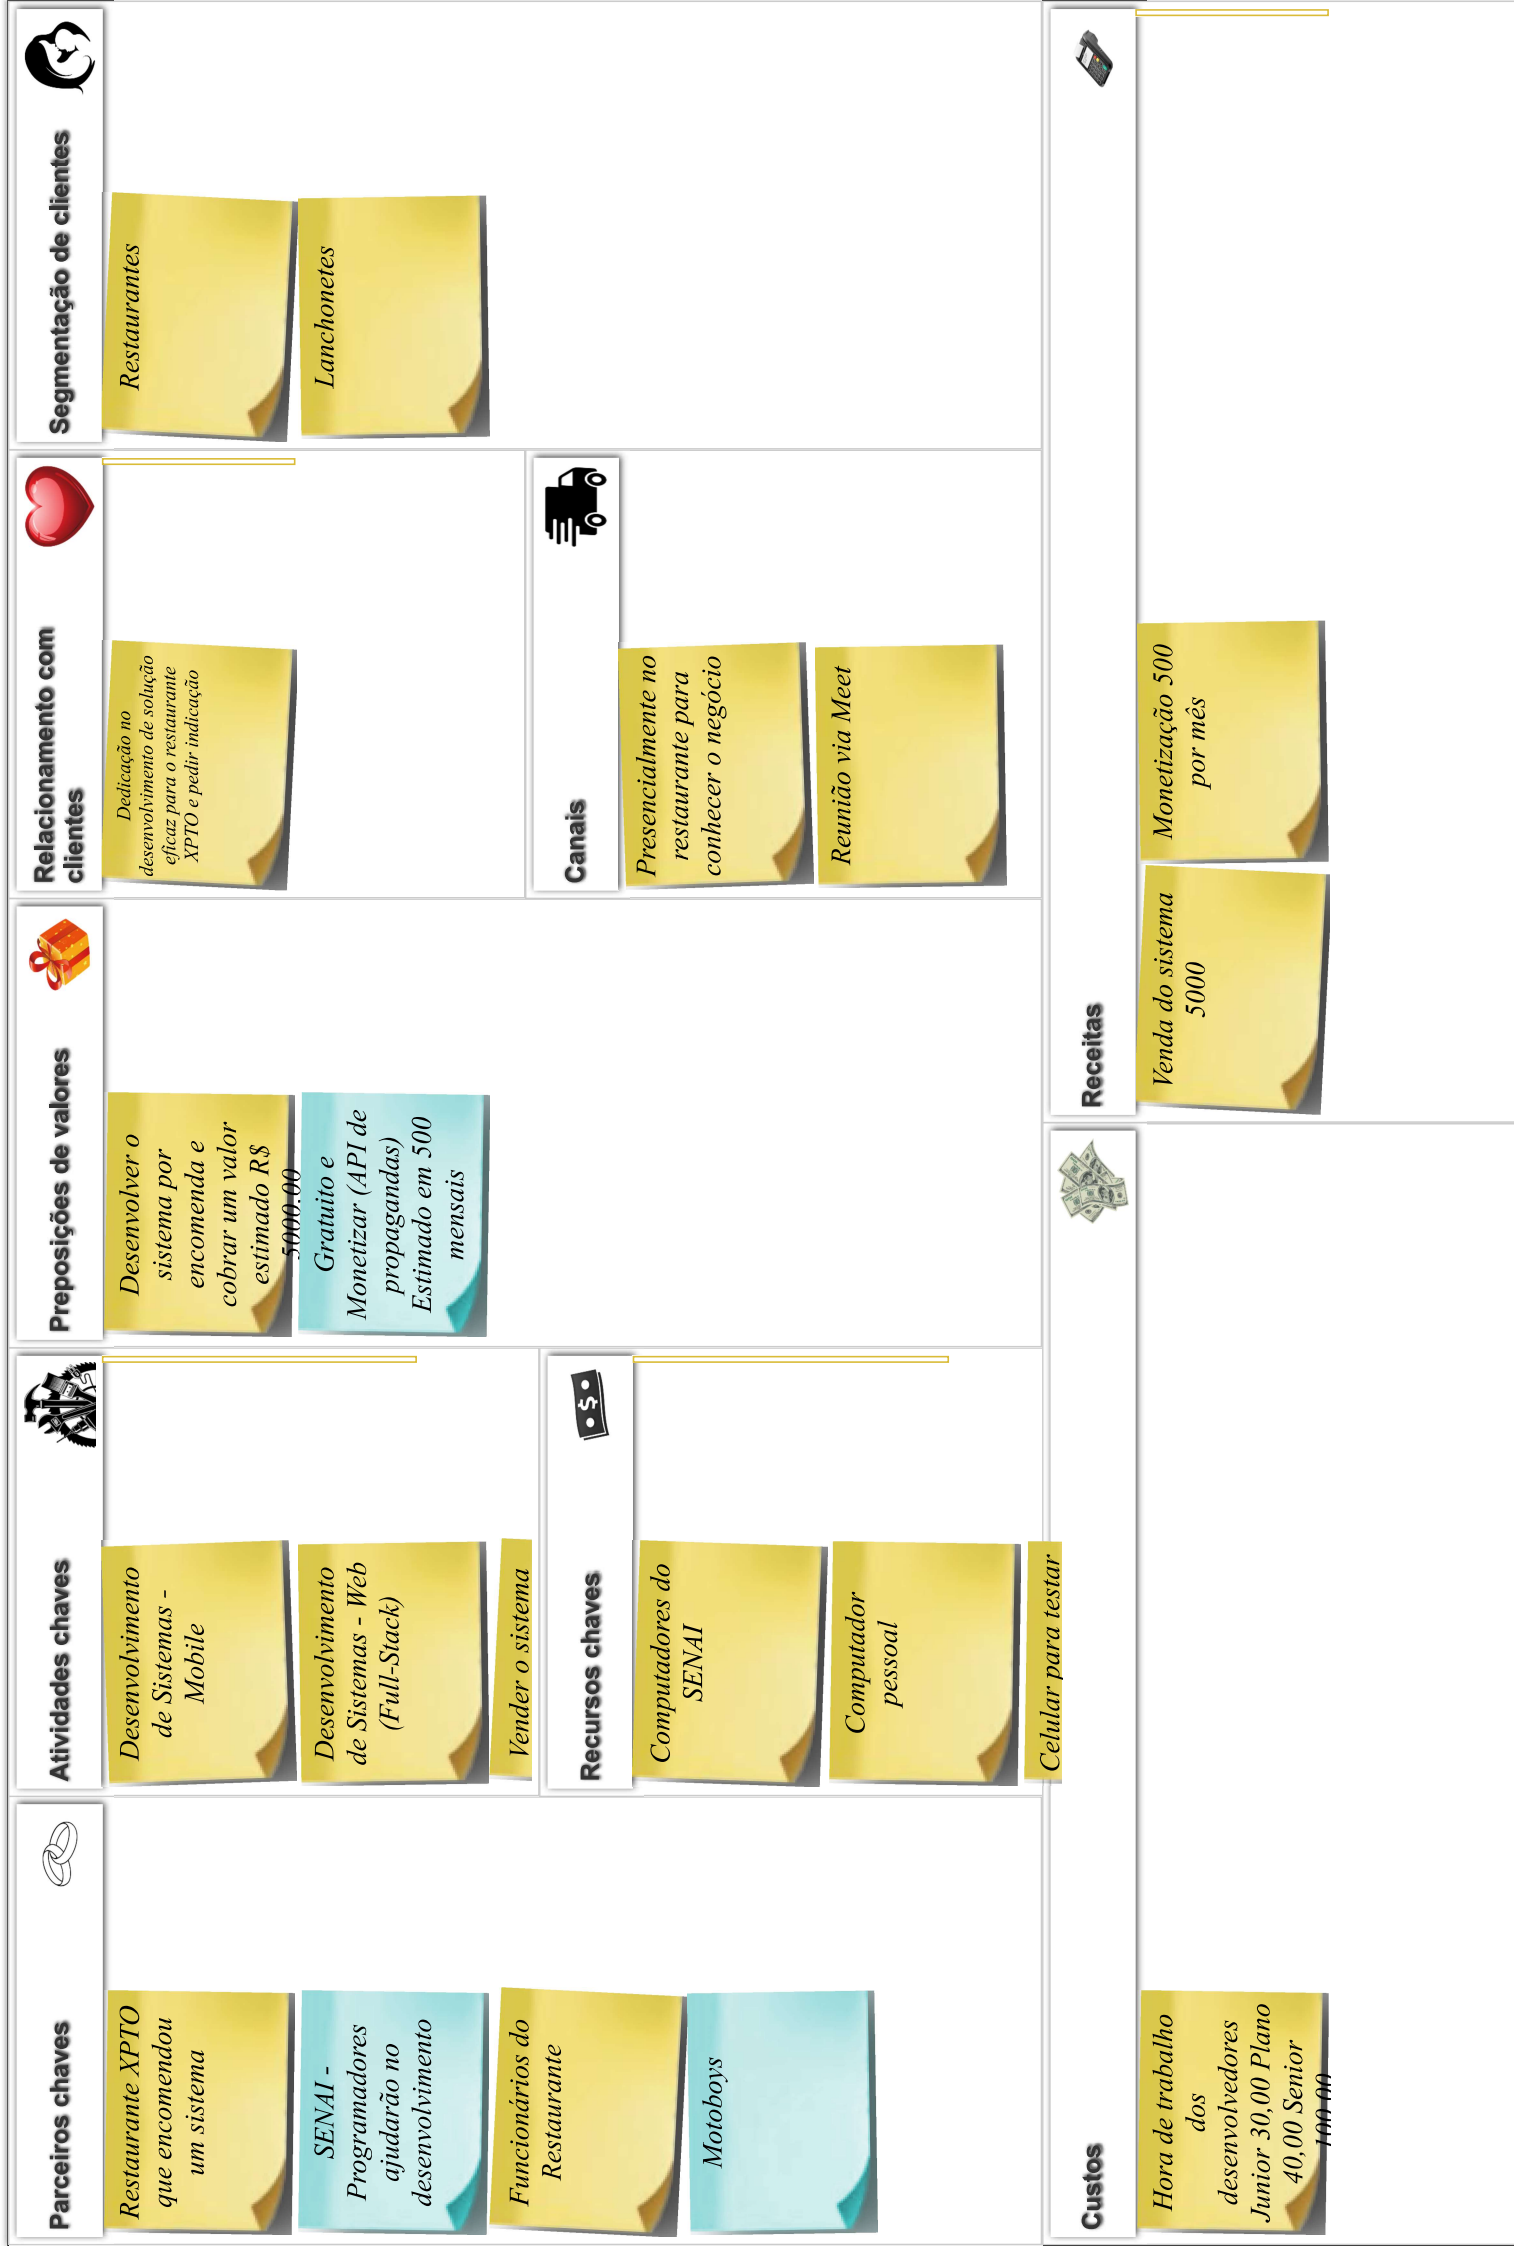 Parceiros chaves
Restaurante XPTO
que encomendou
um sistema
SENAI -
Programadores
ajudarão no
desenvolvimento
Funcionários do
Restaurante
Motoboys
Atividades chaves
Desenvolvimento
de Sistemas -
Mobile
Desenvolvimento
de Sistemas - Web
(Full-Stack)
Vender o sistema
Recursos chaves
Computadores do
SENAI
Computador
pessoal
Celular para testar
Preposições de valores
Desenvolver o
sistema por
encomenda e
cobrar um valor
estimado R$
5000,00
Gratuito e
Monetizar (API de
propagandas)
Estimado em 500
mensais
Relacionamento com
clientes
Dedicação no
desenvolvimento de solução
eficaz para o restaurante
XPTO e pedir indicação
Canais
Presencialmente no
restaurante para
conhecer o negócio
Reunião via Meet
Segmentação de clientes
Restaurantes
Lanchonetes
Custos
Hora de trabalho
dos
desenvolvedores
Junior 30,00 Plano
40,00 Senior
100,00
Receitas
Venda do sistema
5000
Monetização 500
por mês